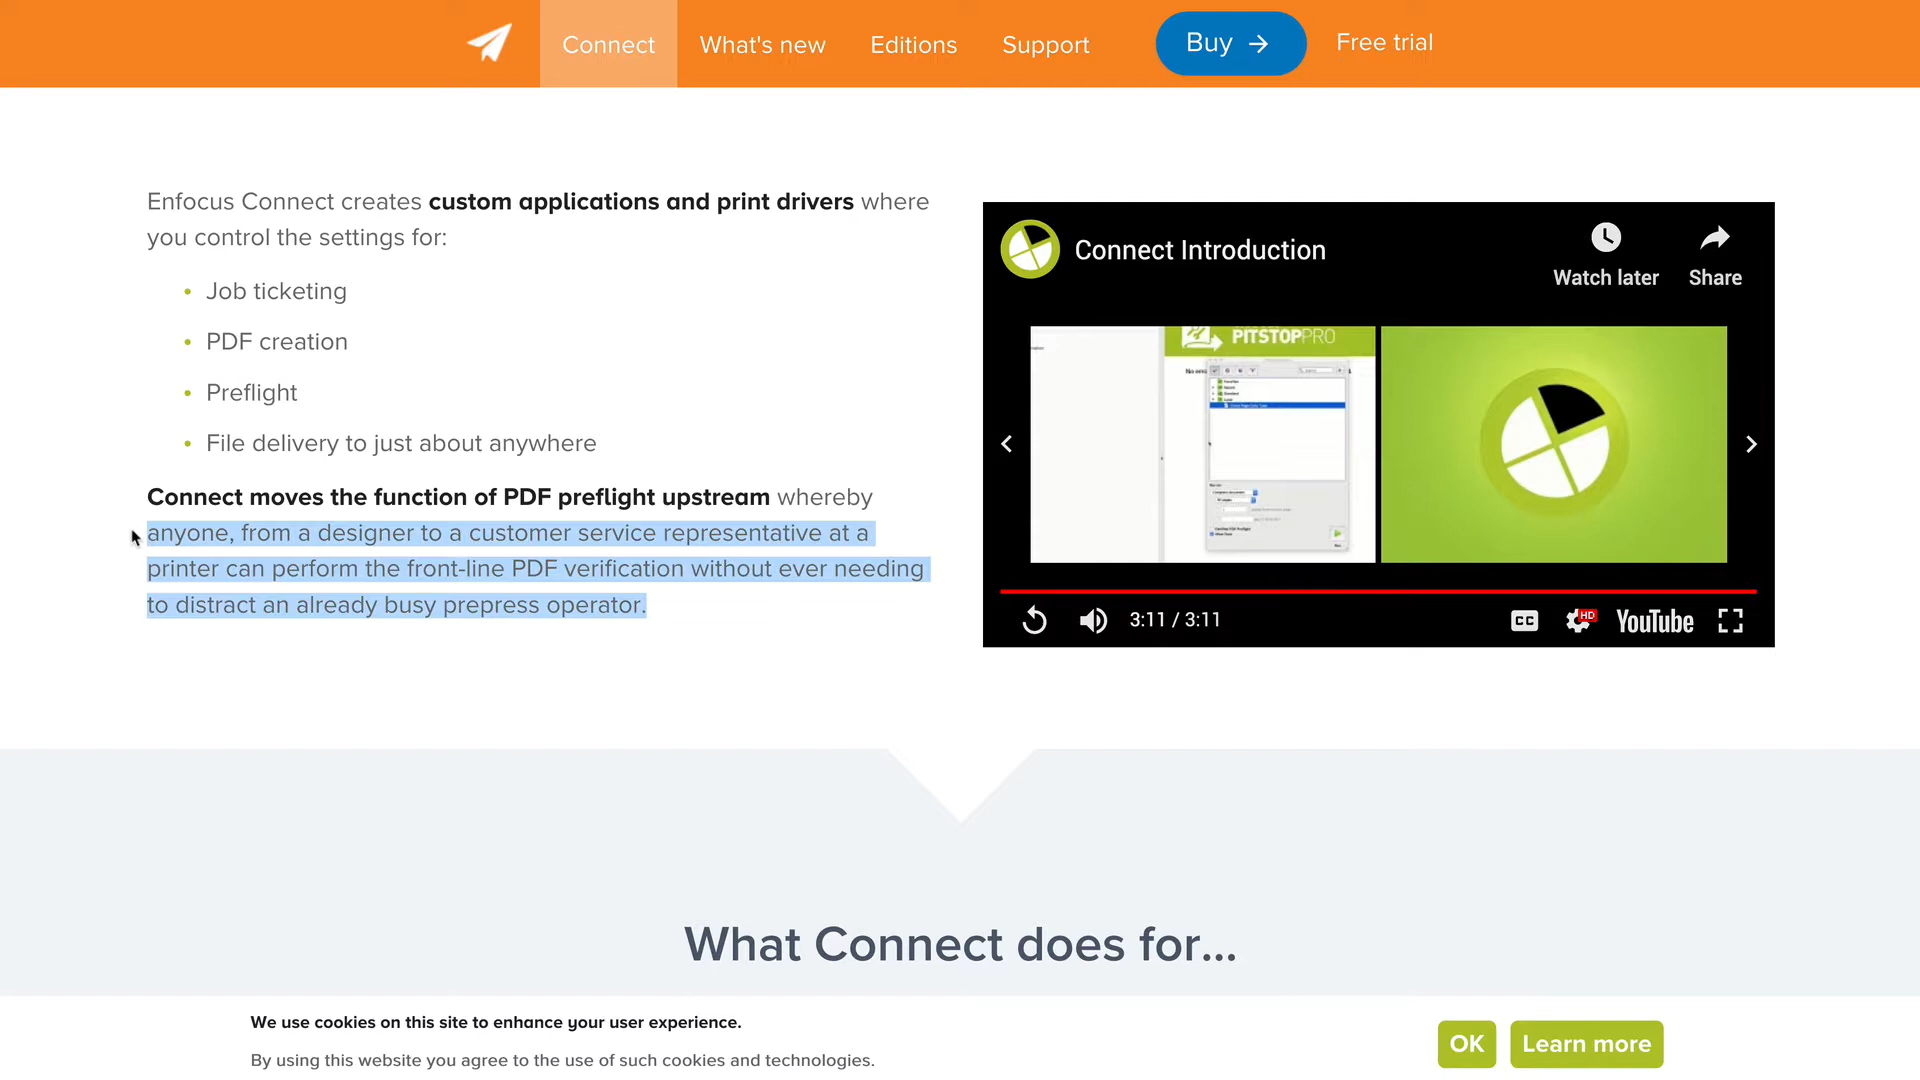 Connect
What's new
Editions
Support
Buy
Free trial
Enfocus Connect creates custom applications and print drivers where
you control the settings for:
• Job ticketing
• PDF creation
• Preflight
• File delivery to just about anywhere
Connect moves the function of PDF preflight upstream whereby
anyone, from a designer to a customer service representative at a
printer can perform the front-line PDF verification without ever needing
to distract an already busy prepress operator.
Connect Introduction
Watch later
Share
PITSTOPPRO
3:11 / 3:11
CC
HD
YouTube
What Connect does for...
We use cookies on this site to enhance your user experience.
By using this website you agree to the use of such cookies and technologies.
OK
Learn more